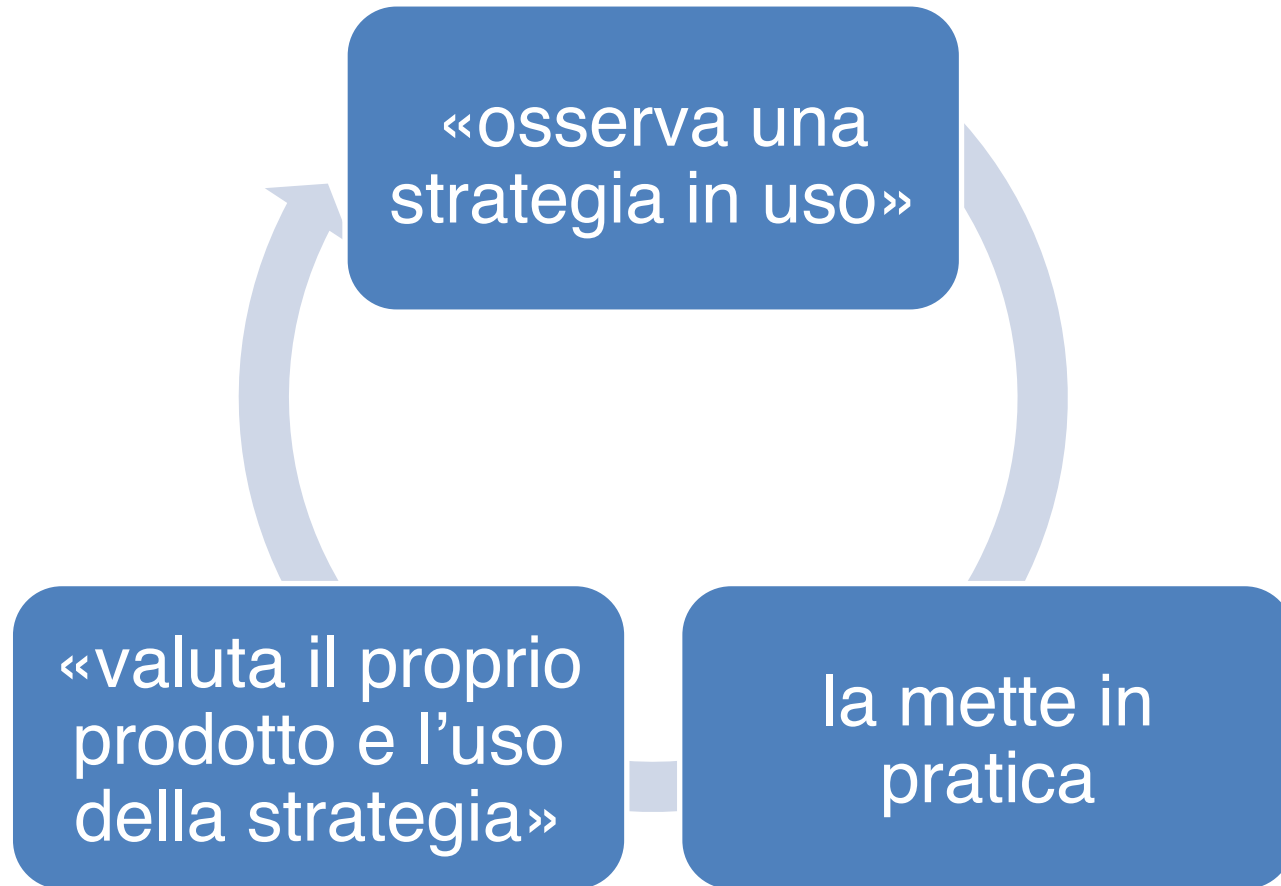 «osserva una
strategia in uso»
la mette in
pratica
«valuta il proprio
prodotto e l’uso
della strategia»